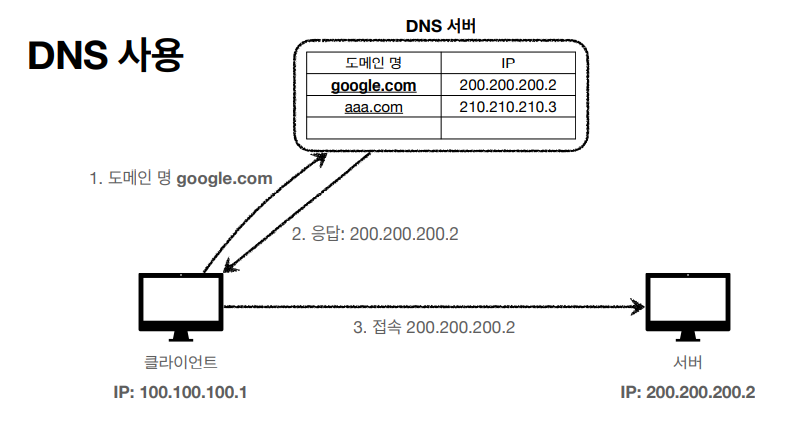 DNS 사용
DNS 서버
도메인 명 IP
google.com 200.200.200.2
aaa.com 210.210.210.3
1. 도메인 명 google.com
2. 응답: 200.200.200.2
3. 접속 200.200.200.2
클라이언트
IP: 100.100.100.1
서버
IP: 200.200.200.2